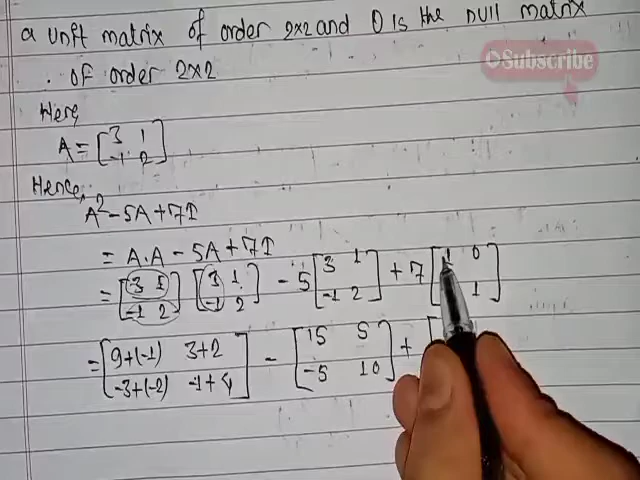 a unit matrix of order 2x2 and O is the null matrix
Subscribe
of order 2x2
Here,
A = [3 1
-1 2]
Hence,
A² - 5A + 7I
= A.A - 5A + 7I
= [3 1 -1 2] [3 1 -1 2] - 5 [3 1 -1 2] + 7 [1 0 1]
= [9+(-1) 3+2 -3+(-2) -1+4] - [15 5 -5 10] + [